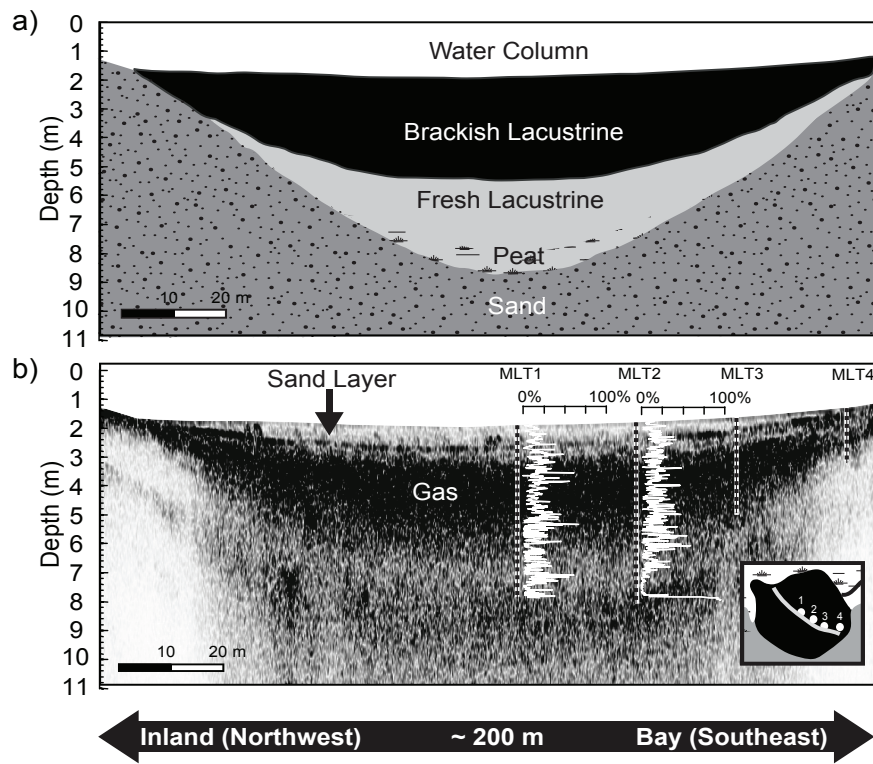 a)
0
1
2
3
4
5
6
7
8
9
10
11
Depth (m)
Water Column
Brackish Lacustrine
Fresh Lacustrine
Peat
Sand
10 20 m
b)
0
1
2
3
4
5
6
7
8
9
10
11
Depth (m)
Sand Layer
MLT1 MLT2 MLT3 MLT4
0% 100% 0% 100%
Gas
1
2
3
4
10 20 m
Inland (Northwest) ~ 200 m Bay (Southeast)